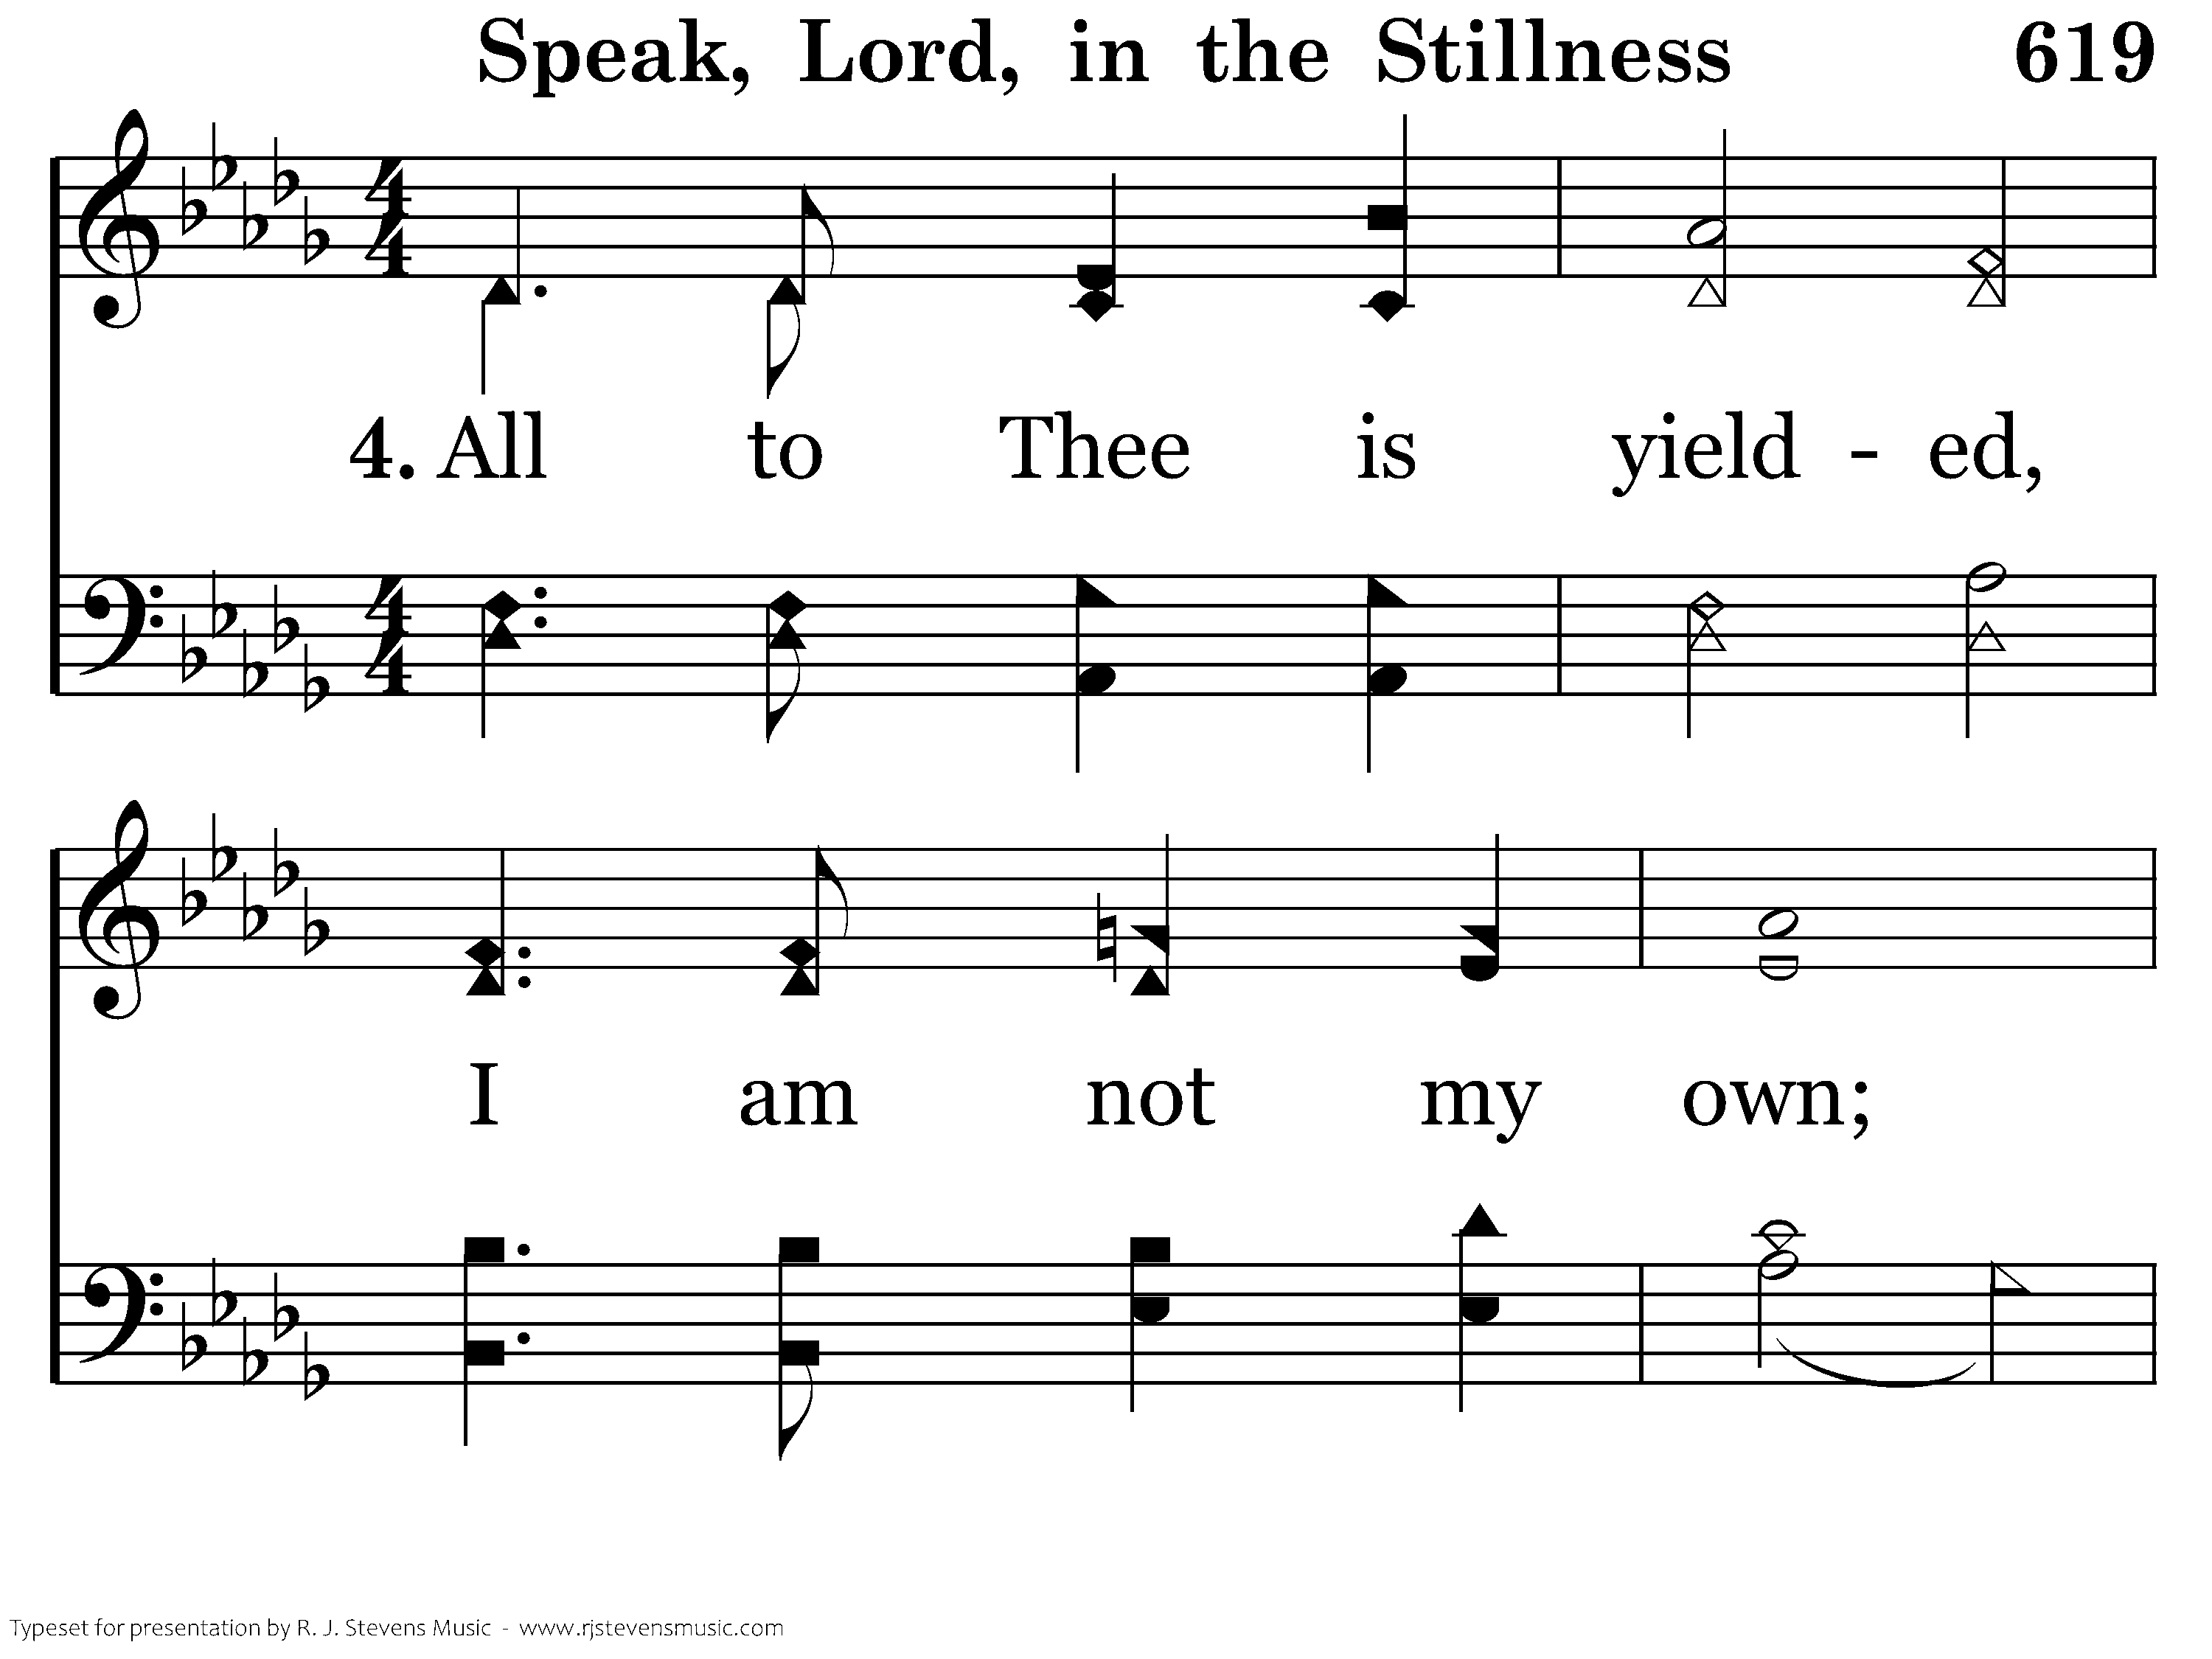 Speak, Lord, in the Stillness 619
4. All to Thee is yield - ed,
I am not my own;
Typeset for presentation by R. J. Stevens Music - www.rjstevensmusic.com